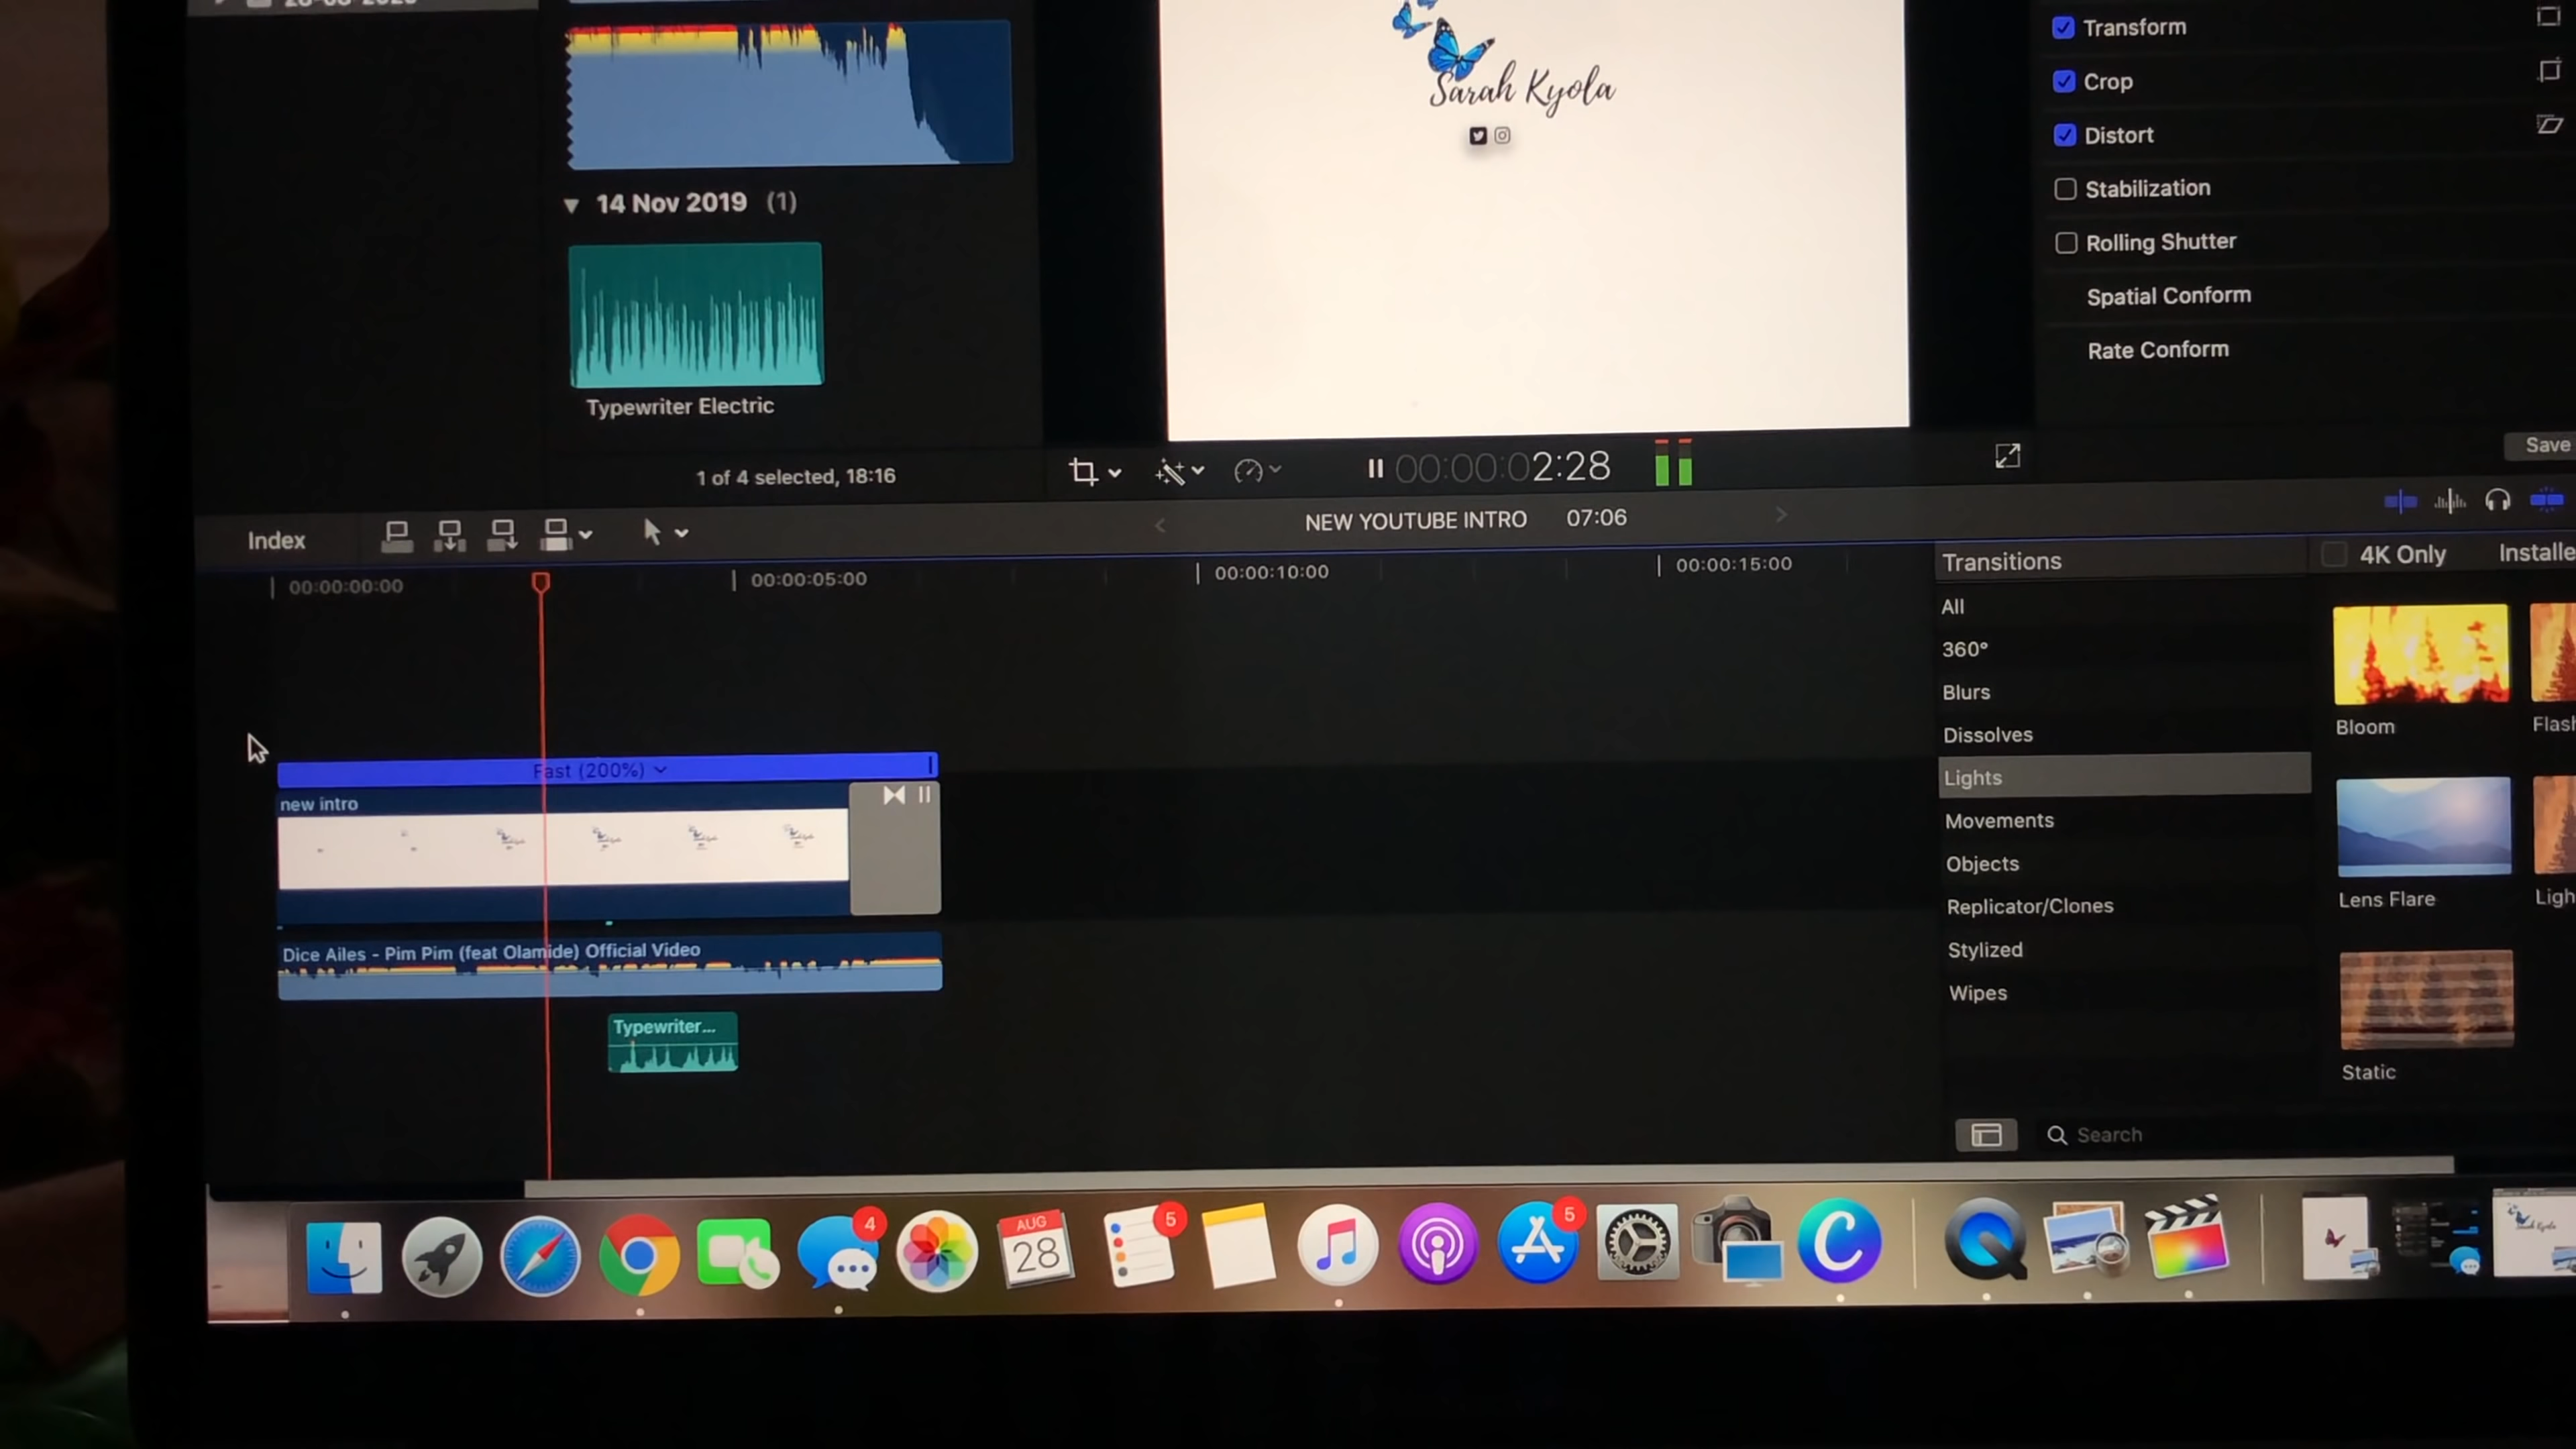 Transform
Crop
Distort
Stabilization
Rolling Shutter
Spatial Conform
Rate Conform
Save
Sarah Kyola
14 Nov 2019 (1)
Typewriter Electric
1 of 4 selected, 18:16
00:00:02:28
Index
NEW YOUTUBE INTRO 07:06
00:00:00:00
00:00:05:00
00:00:10:00
00:00:15:00
Fast (200%)
new intro
Dice Ailes - Pim Pim (feat Olamide) Official Video
Typewriter...
Transitions
All
360°
Blurs
Dissolves
Lights
Movements
Objects
Replicator/Clones
Stylized
Wipes
4K Only
Installe
Bloom
Flash
Lens Flare
Ligh
Static
Search
4
AUG
28
5
5